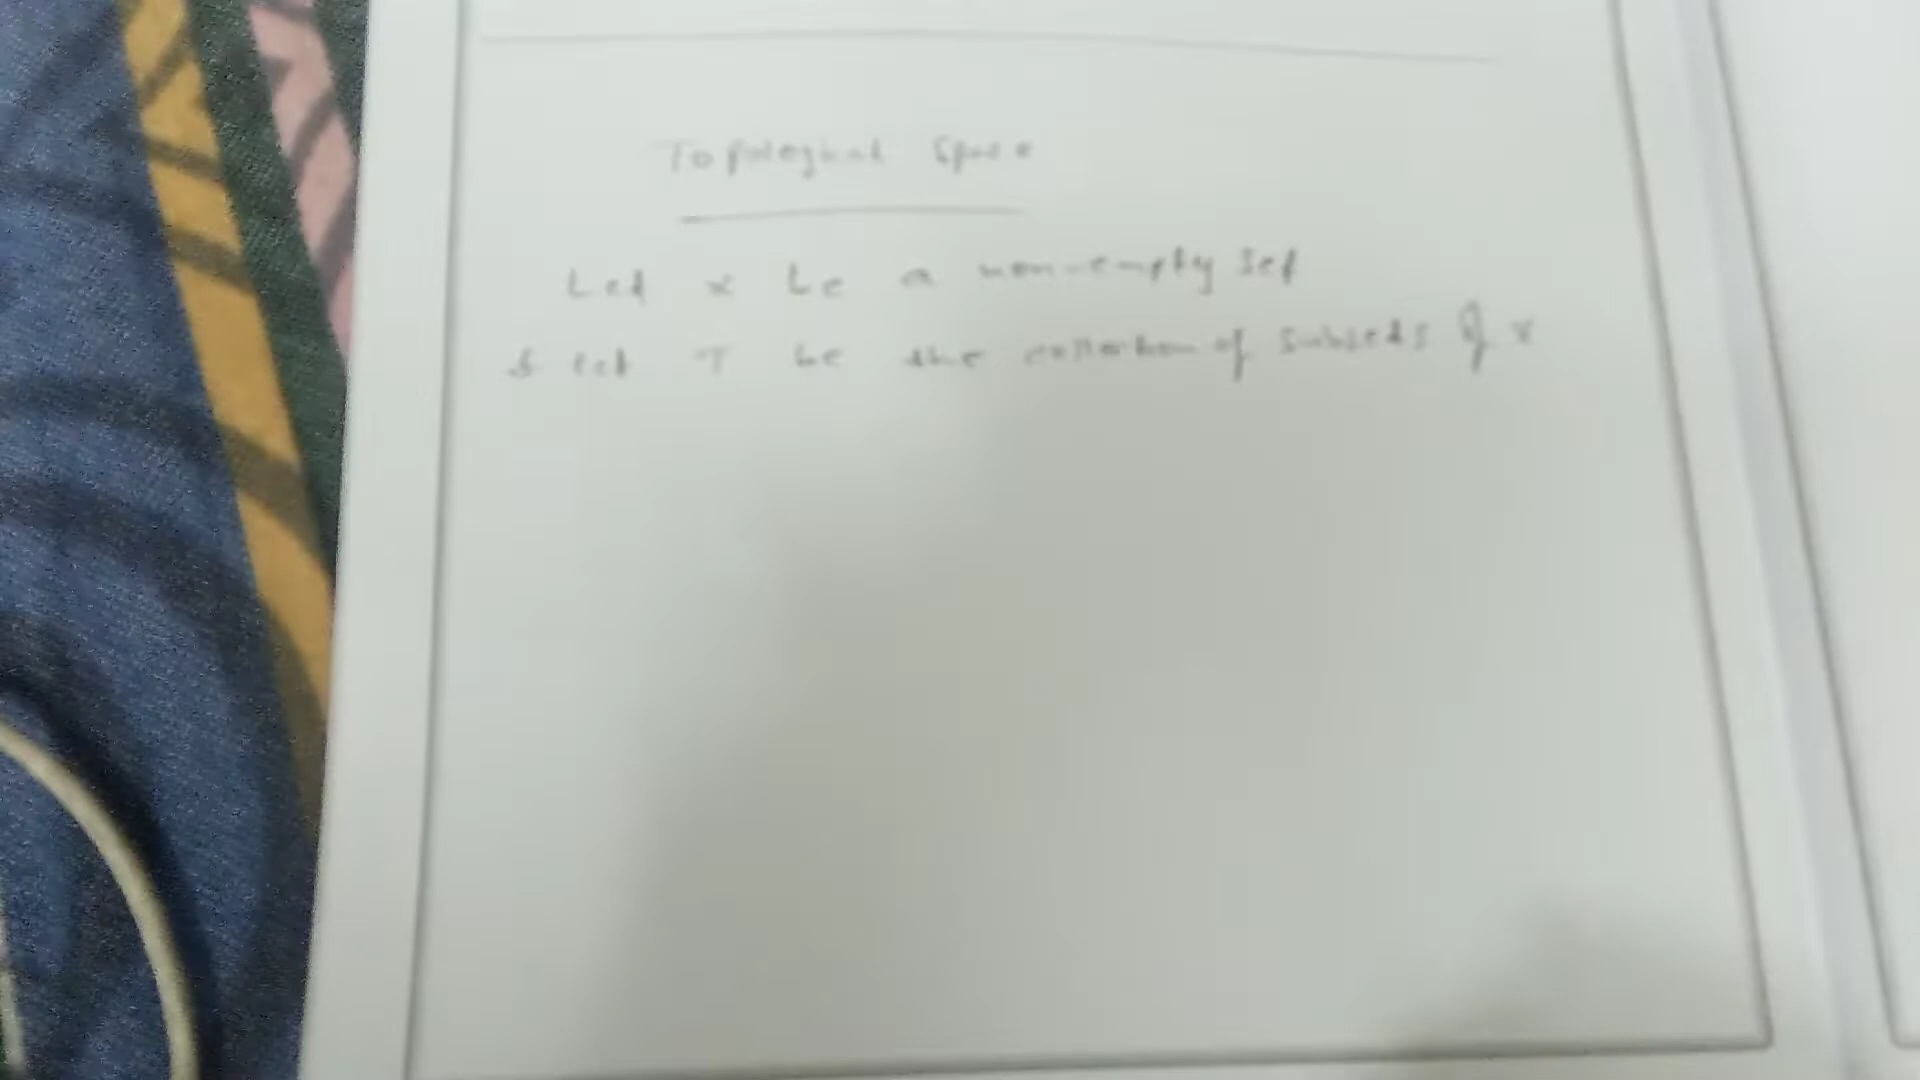 Topological Space
Let x be a non-empty set
& let T be the collection of subsets of x